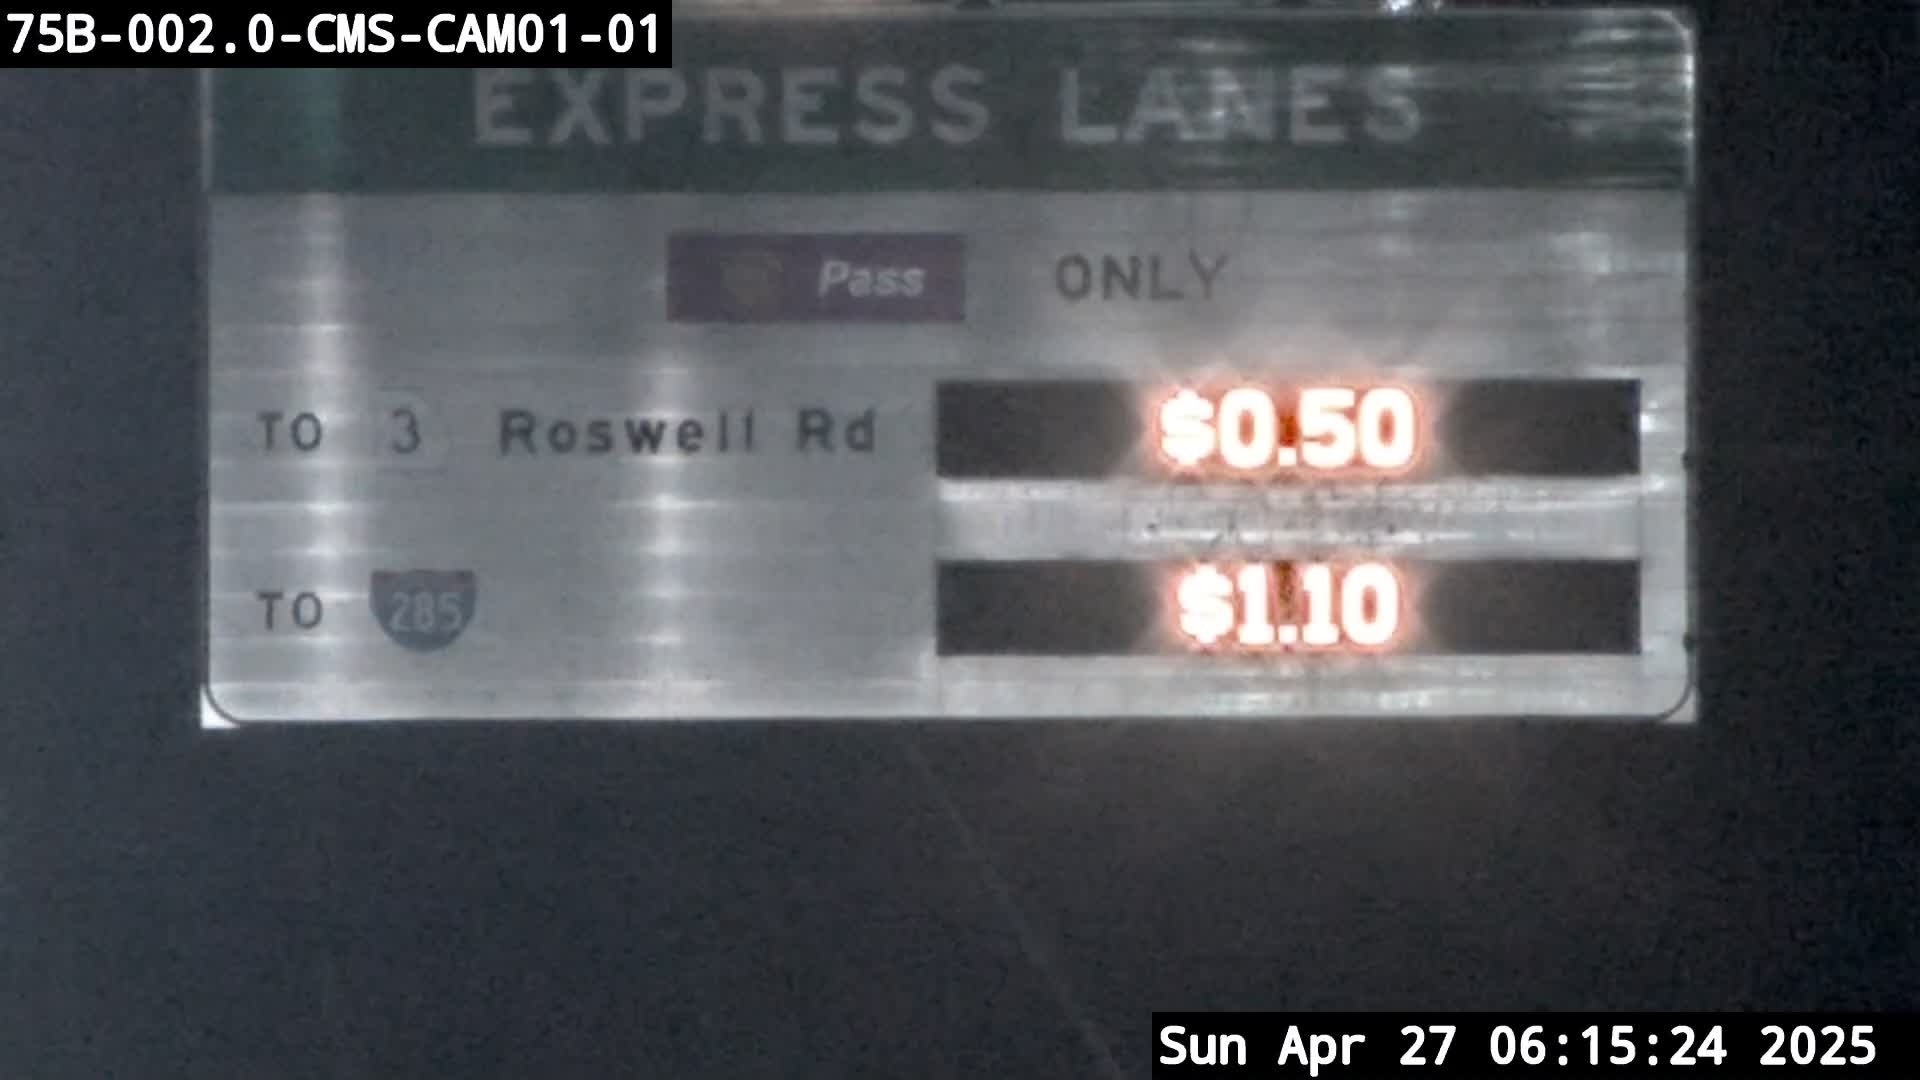 75B-002.0-CMS-CAM01-01
EXPRESS LANES
Pass ONLY
TO 3 Roswell Rd $0.50
TO 285 $1.10
Sun Apr 27 06:15:24 2025